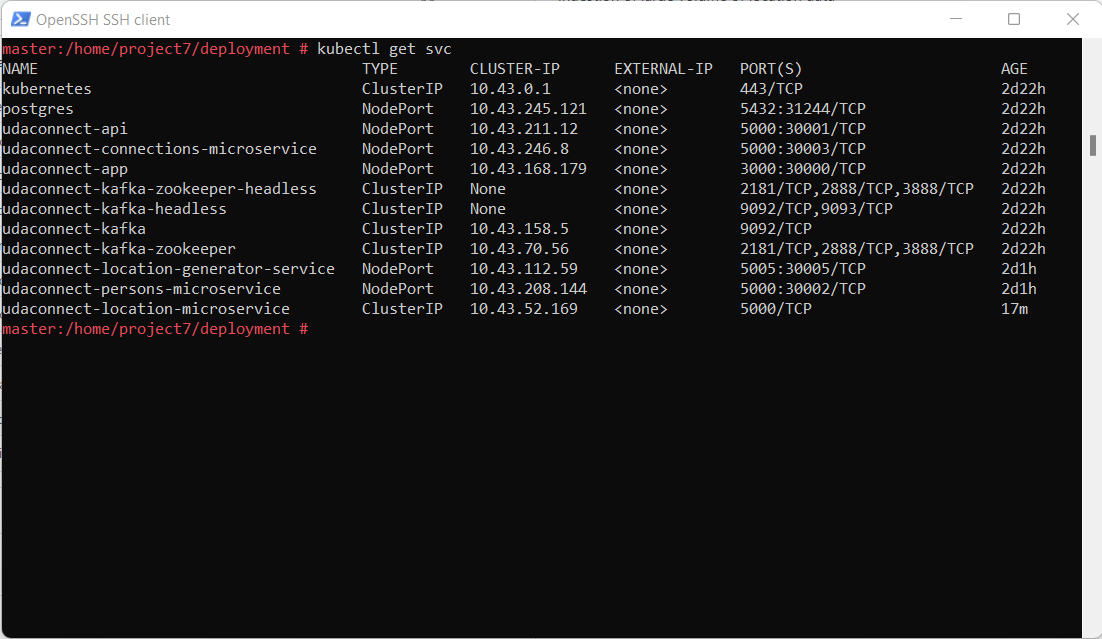 OpenSSH SSH client
master:/home/project7/deployment # kubectl get svc
NAME TYPE CLUSTER-IP EXTERNAL-IP PORT(S) AGE
kubernetes ClusterIP 10.43.0.1 <none> 443/TCP 2d22h
postgres NodePort 10.43.245.121 <none> 5432:31244/TCP 2d22h
udaconnect-api NodePort 10.43.211.12 <none> 5000:30001/TCP 2d22h
udaconnect-connections-microservice NodePort 10.43.246.8 <none> 5000:30003/TCP 2d22h
udaconnect-app NodePort 10.43.168.179 <none> 3000:30000/TCP 2d22h
udaconnect-kafka-zookeeper-headless ClusterIP None <none> 2181/TCP,2888/TCP,3888/TCP 2d22h
udaconnect-kafka-headless ClusterIP None <none> 9092/TCP,9093/TCP 2d22h
udaconnect-kafka ClusterIP 10.43.158.5 <none> 9092/TCP 2d22h
udaconnect-kafka-zookeeper ClusterIP 10.43.70.56 <none> 2181/TCP,2888/TCP,3888/TCP 2d22h
udaconnect-location-generator-service NodePort 10.43.112.59 <none> 5005:30005/TCP 2d1h
udaconnect-persons-microservice NodePort 10.43.208.144 <none> 5000:30002/TCP 2d1h
udaconnect-location-microservice ClusterIP 10.43.52.169 <none> 5000/TCP 17m
master:/home/project7/deployment #